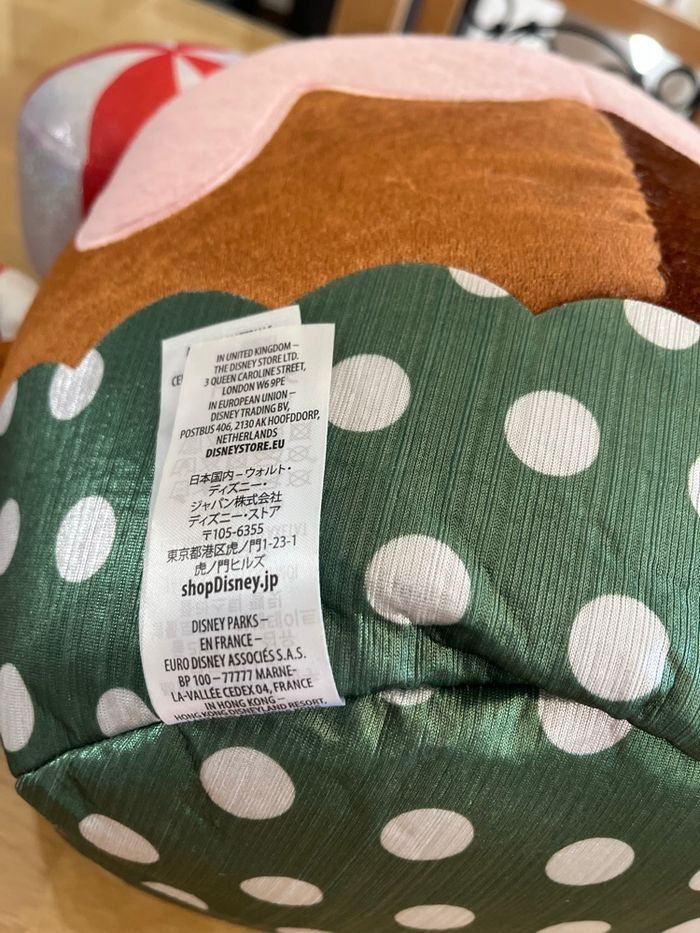 IN UNITED KINGDOM –
THE DISNEY STORE LTD.
3 QUEEN CAROLINE STREET,
LONDON W6 9PE
IN EUROPEAN UNION –
DISNEY TRADING BV,
POSTBUS 406, 2130 AK HOOFDDORP,
NETHERLANDS
DISNEYSTORE.EU
日本国内－ウォルト・
ディズニー・
ジャパン株式会社
ディズニー・ストア
〒105-6355
東京都港区虎ノ門1-23-1
虎ノ門ヒルズ
shopDisney.jp
DISNEY PARKS –
EN FRANCE –
EURO DISNEY ASSOCIÉS S.A.S.
BP 100 – 77777 MARNE-
LA-VALLÉE CEDEX 04, FRANCE
IN HONG KONG –
HONG KONG DISNEYLAND RESORT,